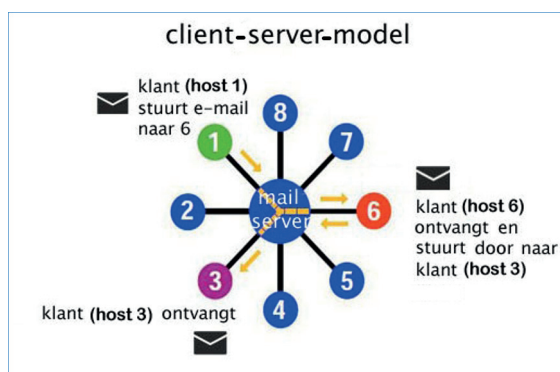 client-server-model
klant (host 1)
stuurt e-mail
naar 6
8
1
7
mail
server
2
6
klant (host 6)
ontvangt en
stuurt door naar
klant (host 3)
3
5
4
klant (host 3) ontvangt